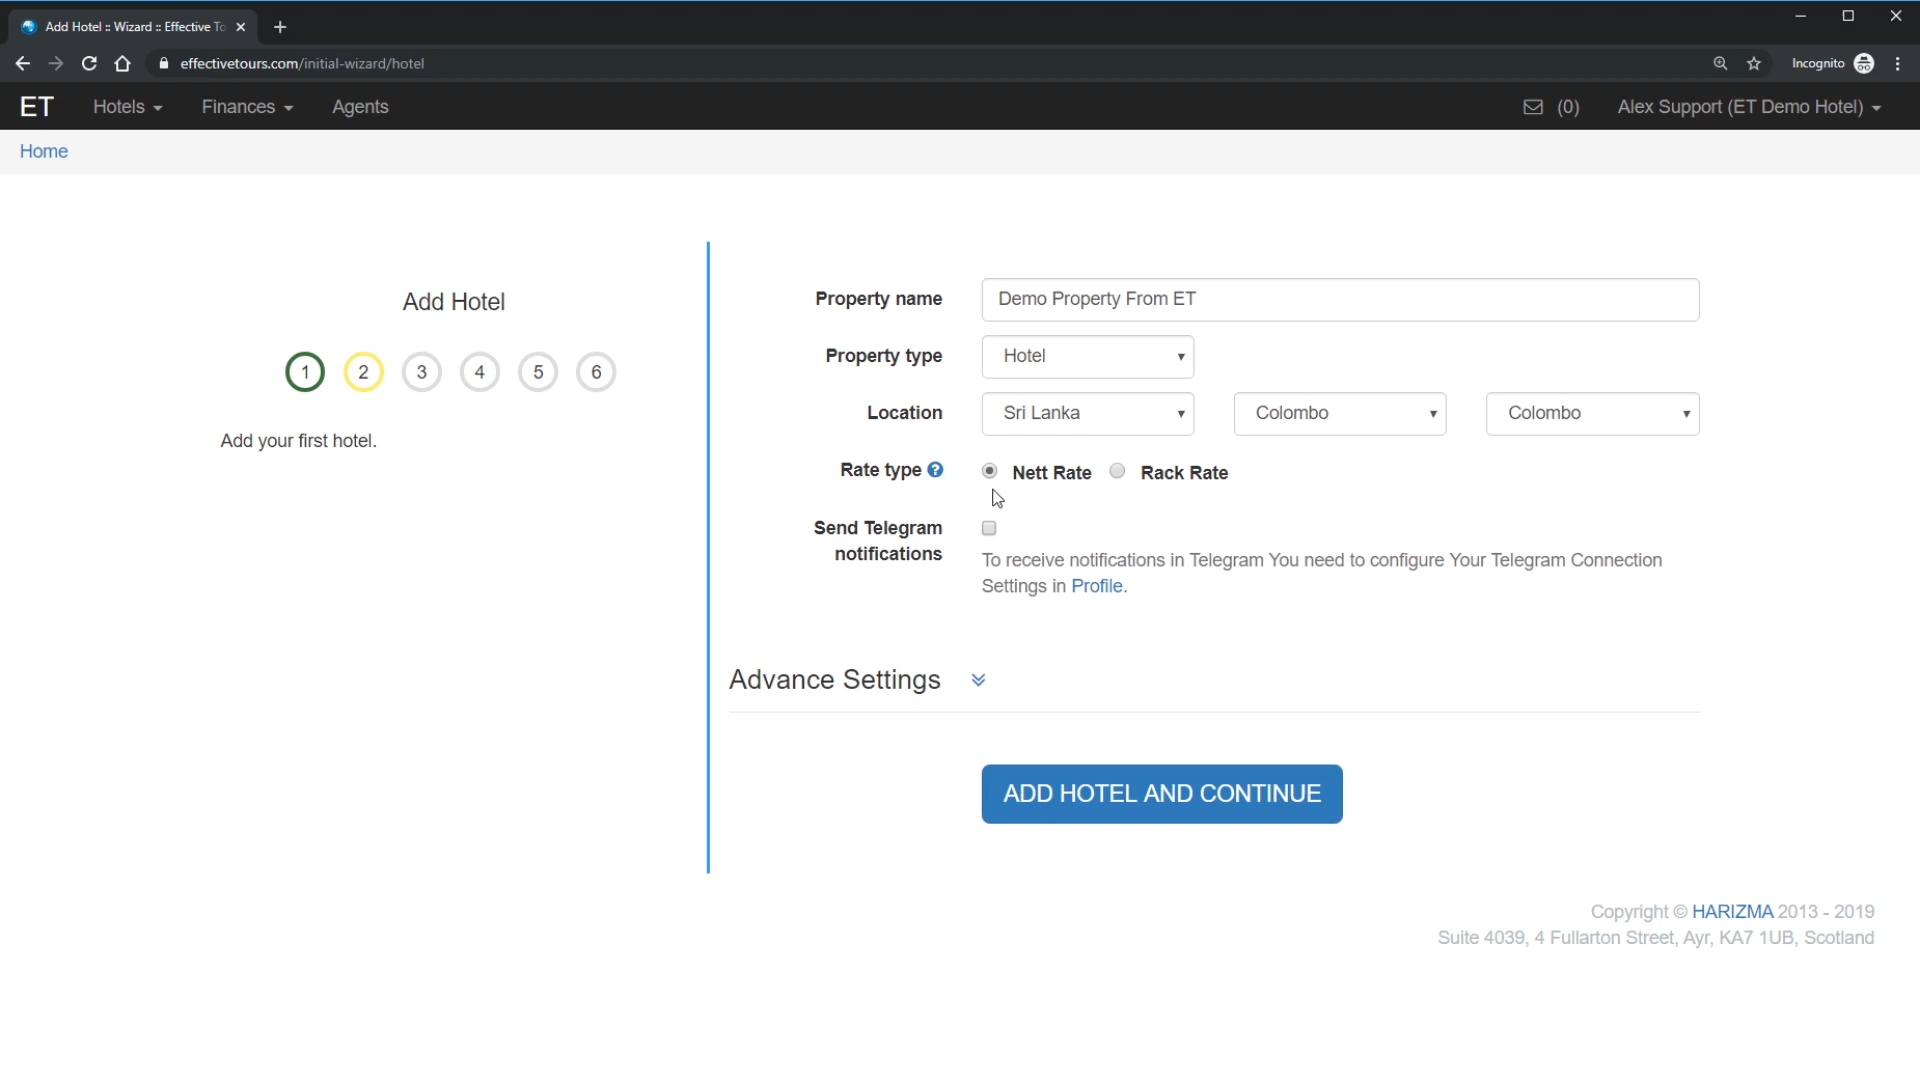 Add Hotel :: Wizard :: Effective To
effectivetours.com/initial-wizard/hotel
Incognito
ET Hotels Finances Agents (0) Alex Support (ET Demo Hotel)
Home
Add Hotel
1 2 3 4 5 6
Add your first hotel.
Property name Demo Property From ET
Property type Hotel
Location Sri Lanka Colombo Colombo
Rate type ? Nett Rate Rack Rate
Send Telegram
notifications
To receive notifications in Telegram You need to configure Your Telegram Connection
Settings in Profile.
Advance Settings
ADD HOTEL AND CONTINUE
Copyright © HARIZMA 2013 - 2019
Suite 4039, 4 Fullarton Street, Ayr, KA7 1UB, Scotland